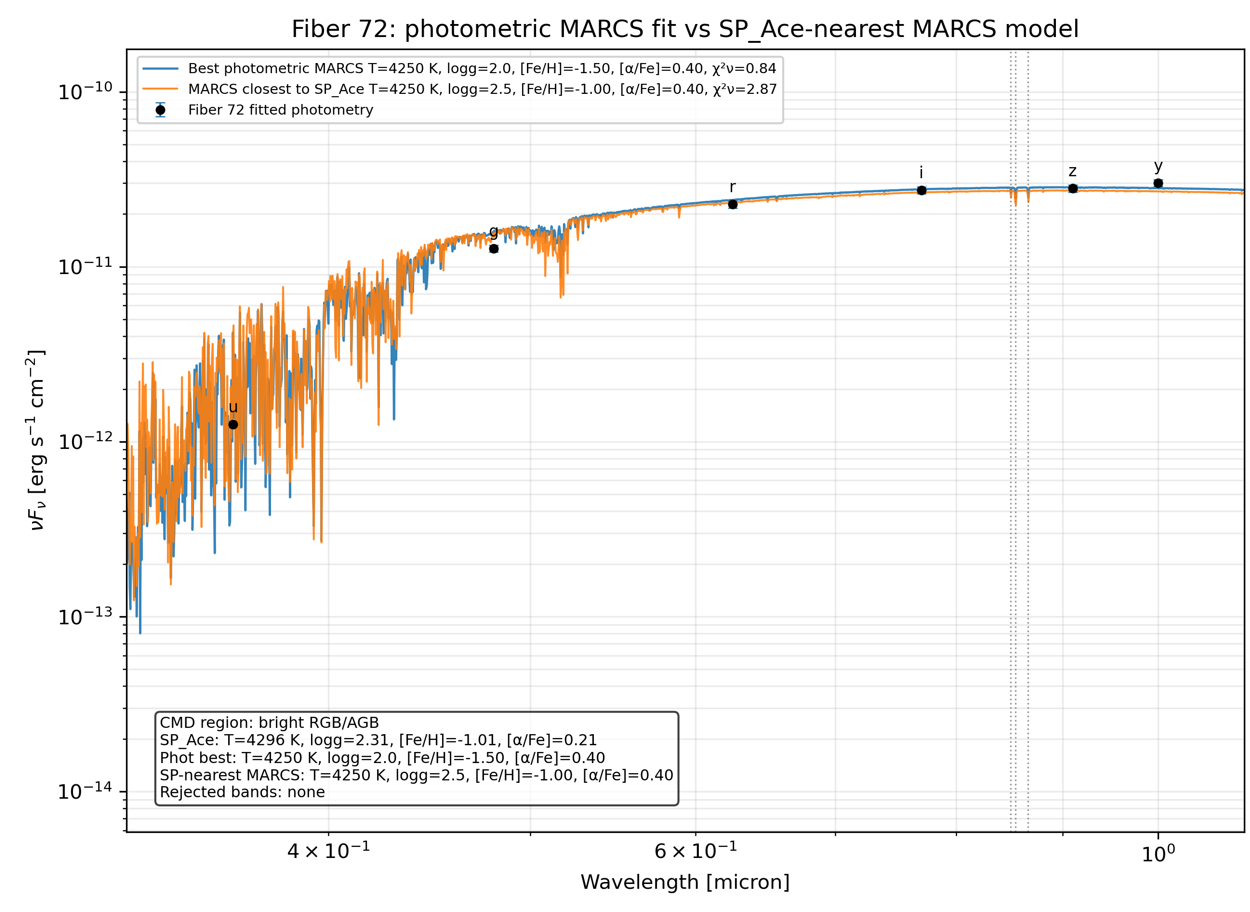 Fiber 72: photometric MARCS fit vs SP_Ace-nearest MARCS model
Best photometric MARCS T=4250 K, logg=2.0, [Fe/H]=-1.50, [α/Fe]=0.40, χ²ν=0.84
MARCS closest to SP_Ace T=4250 K, logg=2.5, [Fe/H]=-1.00, [α/Fe]=0.40, χ²ν=2.87
Fiber 72 fitted photometry
u
g
r
i
z
y
10⁻¹⁰
10⁻¹¹
10⁻¹²
10⁻¹³
10⁻¹⁴
νFν [erg s⁻¹ cm⁻²]
CMD region: bright RGB/AGB
SP_Ace: T=4296 K, logg=2.31, [Fe/H]=-1.01, [α/Fe]=0.21
Phot best: T=4250 K, logg=2.0, [Fe/H]=-1.50, [α/Fe]=0.40
SP-nearest MARCS: T=4250 K, logg=2.5, [Fe/H]=-1.00, [α/Fe]=0.40
Rejected bands: none
4 × 10⁻¹
6 × 10⁻¹
10⁰
Wavelength [micron]